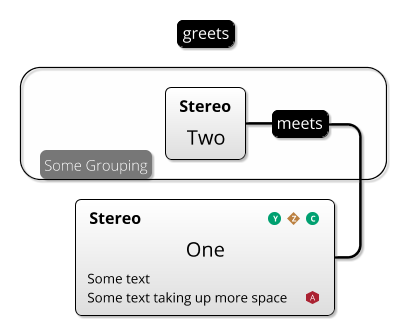 greets
Stereo
Two
meets
Some Grouping
Stereo
Y Z C
One
Some text
Some text taking up more space
A